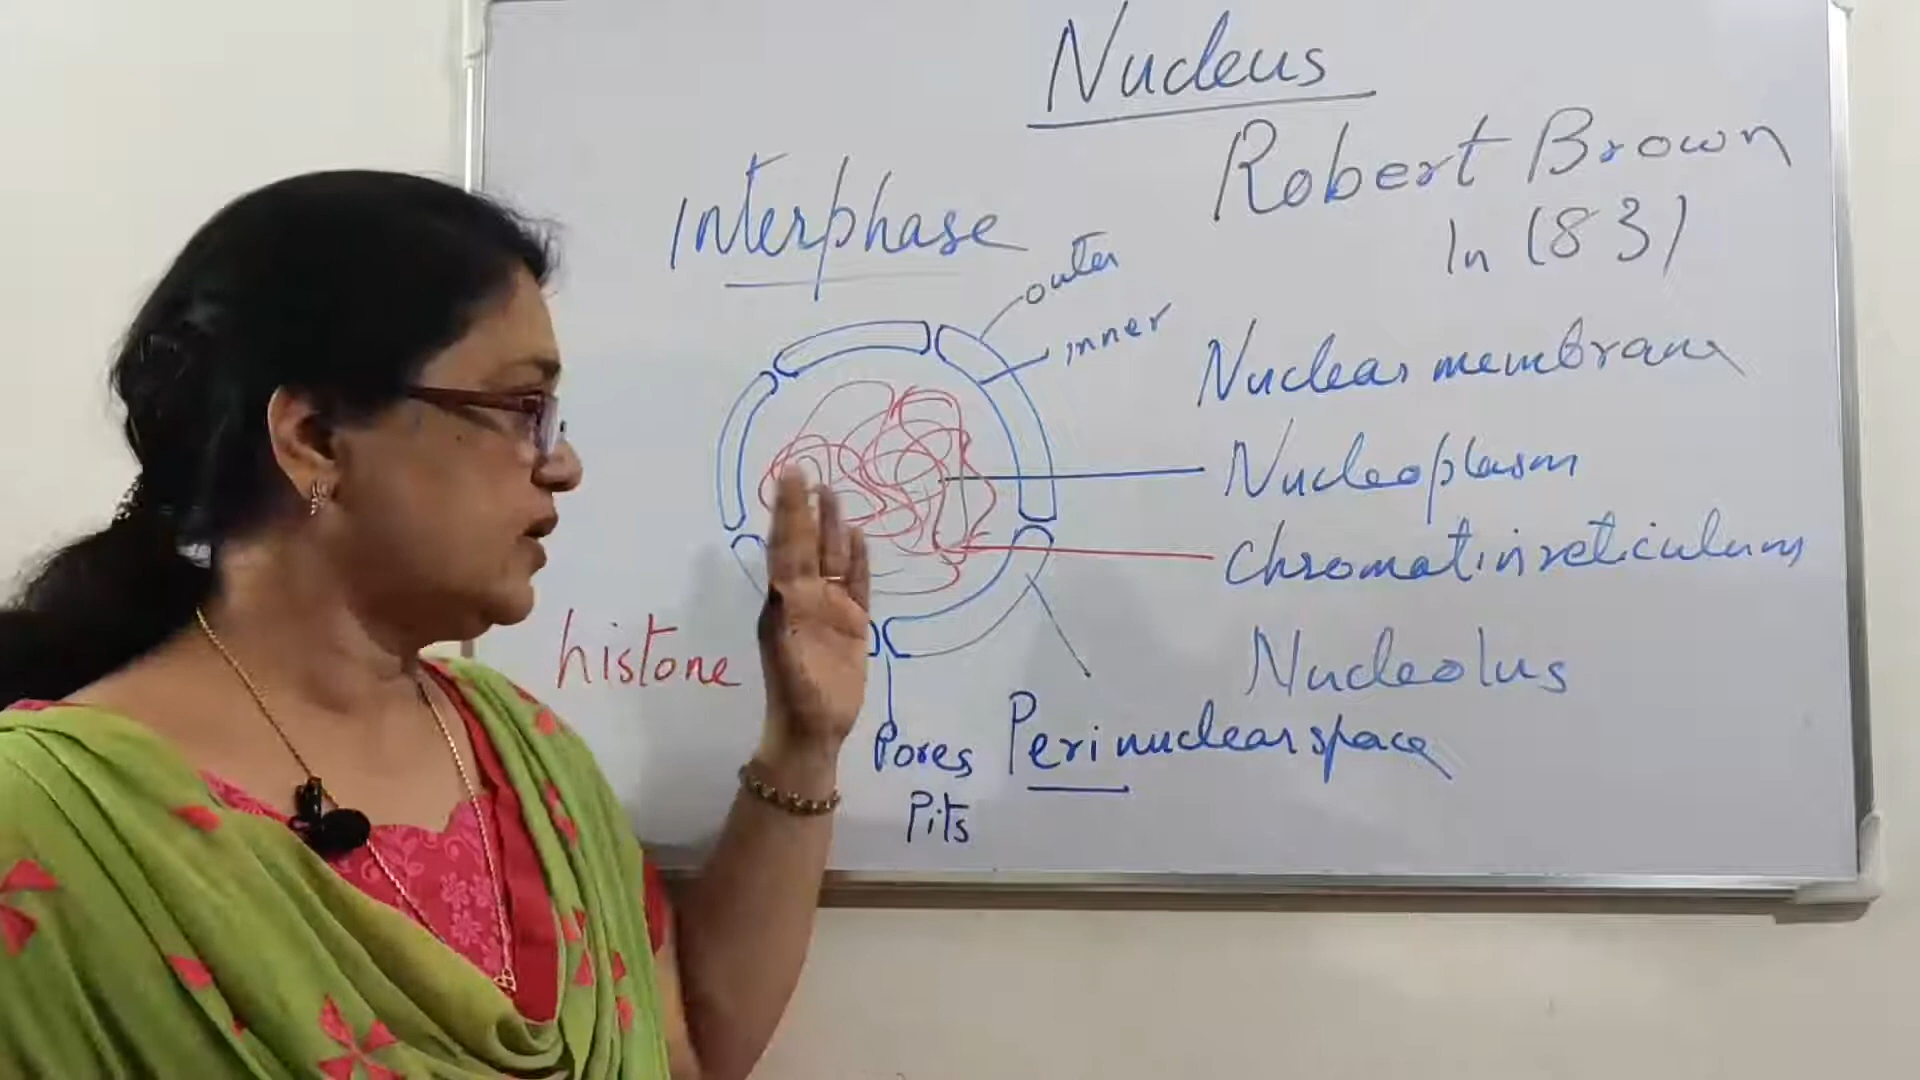 Nucleus
Robert Brown
In 1831
Interphase
outer
inner
Nuclear membrane
Nucleoplasm
Chromatin reticulum
histone
Nucleolus
Pores Perinuclear space
Pits